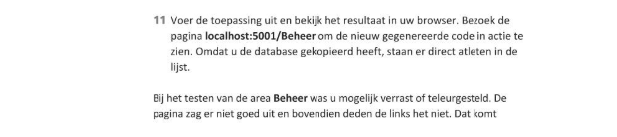 11 Voer de toepassing uit en bekijk het resultaat in uw browser. Bezoek de
pagina localhost:5001/Beheer om de nieuw gegenereerde code in actie te
zien. Omdat u de database gekopieerd heeft, staan er direct atleten in de
lijst.
Bij het testen van de area Beheer was u mogelijk verrast of teleurgesteld. De
pagina zag er niet goed uit en bovendien deden de links het niet. Dat komt